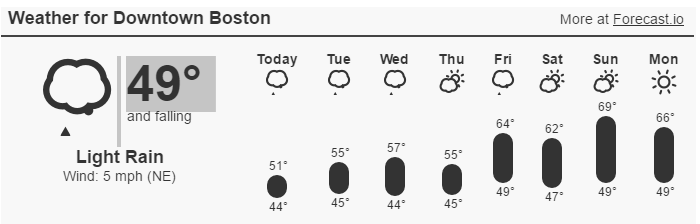 Weather for Downtown Boston
More at Forecast.io
49°
and falling
Light Rain
Wind: 5 mph (NE)
Today Tue Wed Thu Fri Sat Sun Mon
51° 55° 57° 55° 64° 62° 69° 66°
44° 45° 44° 45° 49° 47° 49° 49°